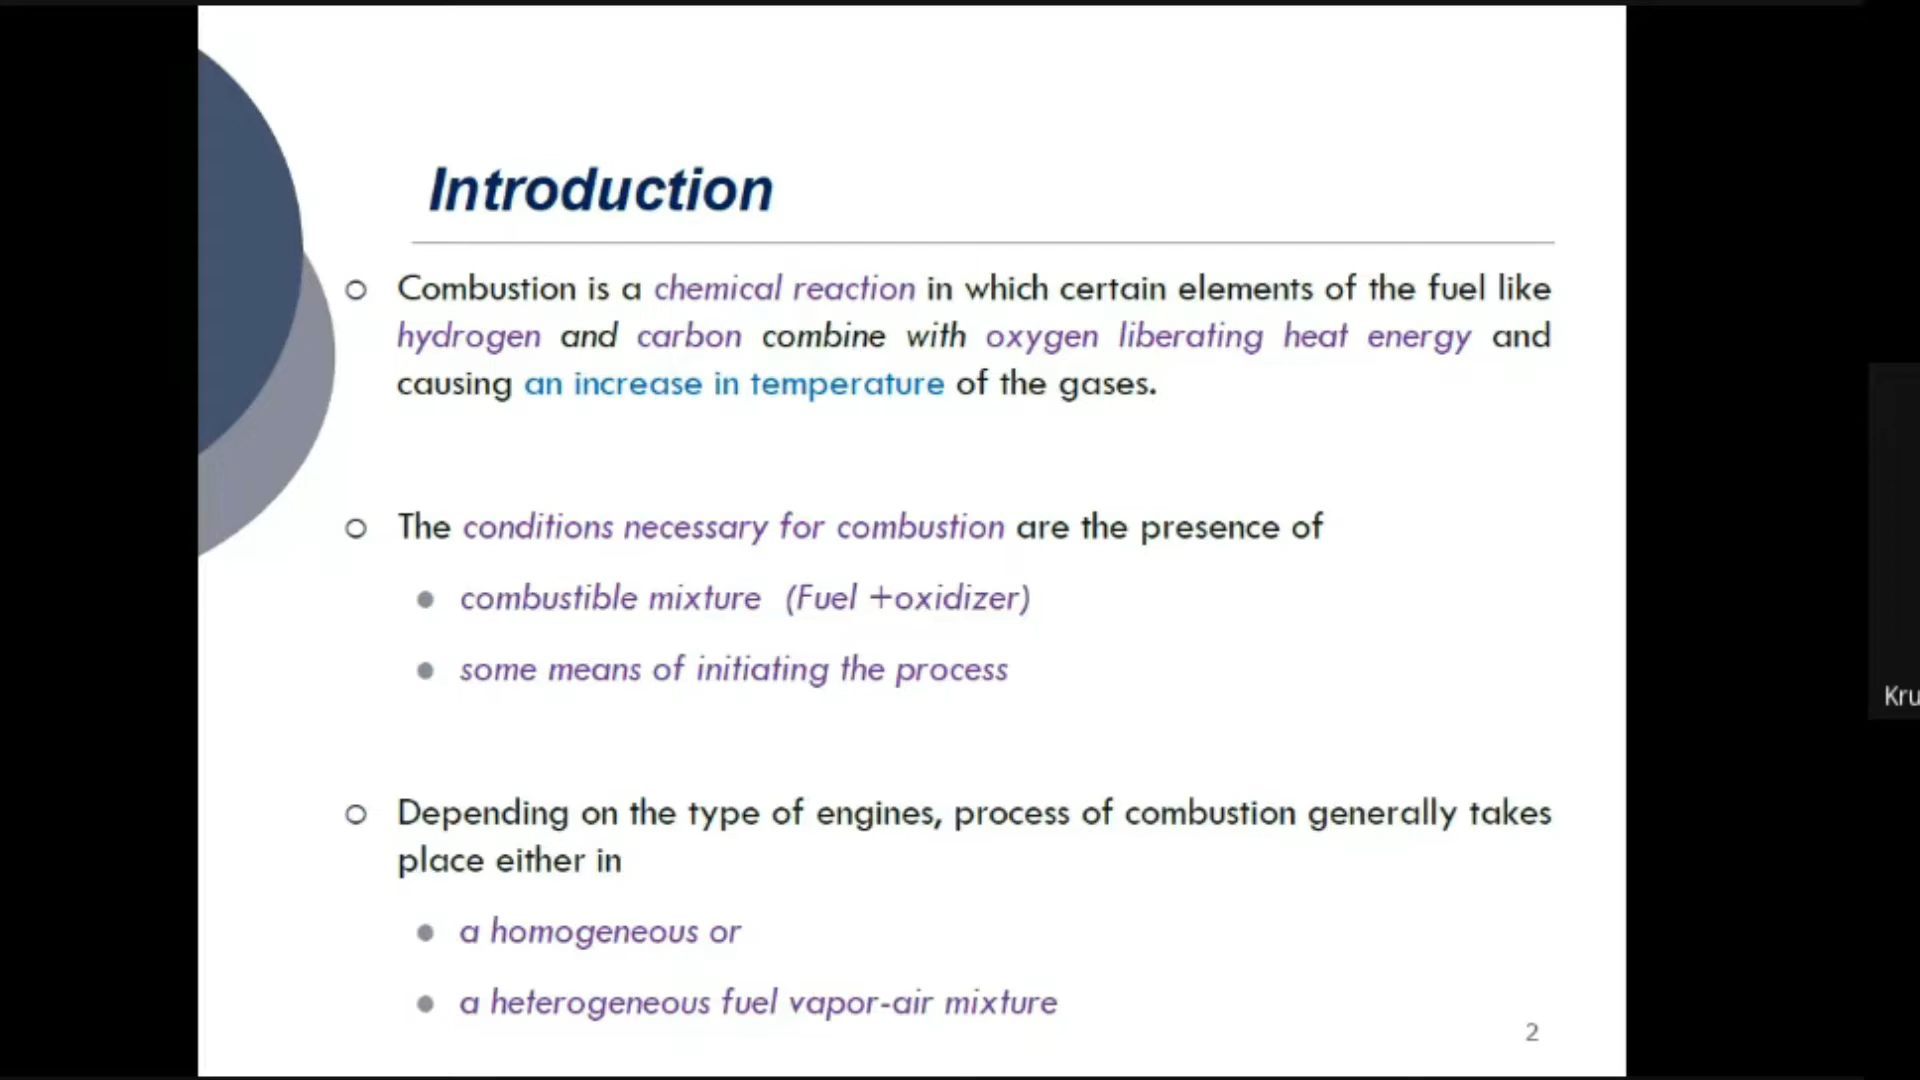 Introduction
Combustion is a chemical reaction in which certain elements of the fuel like
hydrogen and carbon combine with oxygen liberating heat energy and
causing an increase in temperature of the gases.
The conditions necessary for combustion are the presence of
combustible mixture (Fuel +oxidizer)
some means of initiating the process
Depending on the type of engines, process of combustion generally takes
place either in
a homogeneous or
a heterogeneous fuel vapor-air mixture
2
Kru